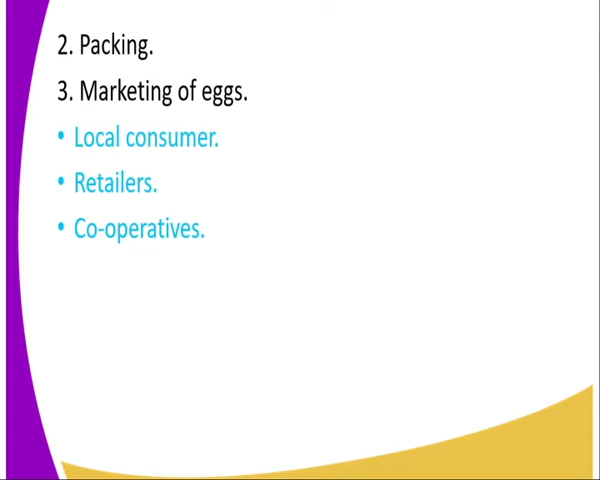 2. Packing.
3. Marketing of eggs.
• Local consumer.
• Retailers.
• Co-operatives.